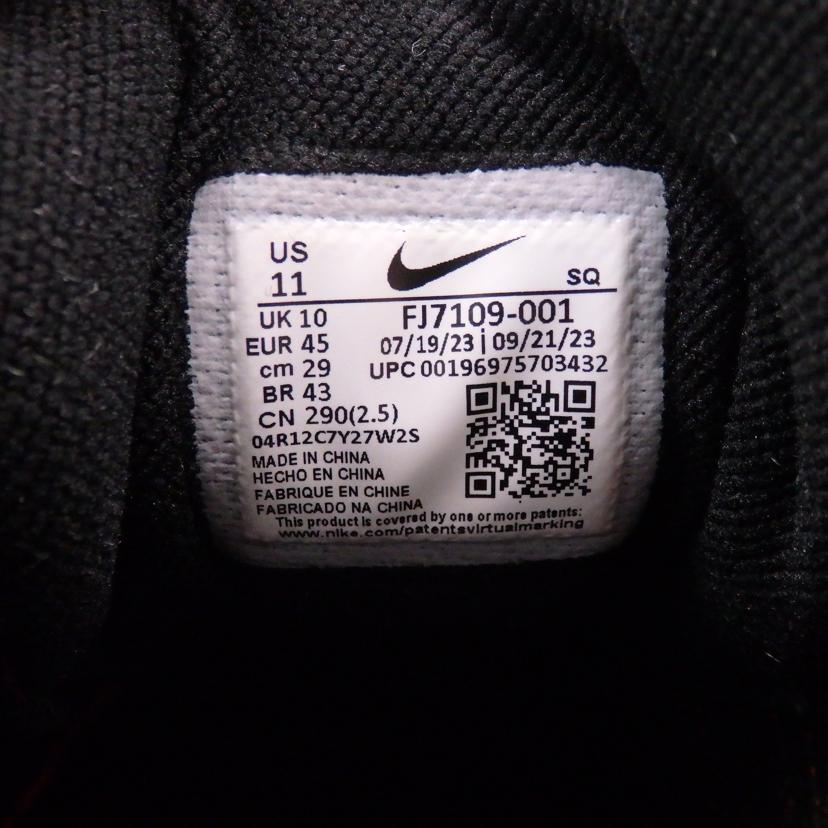 US
11
SQ
UK 10
FJ7109-001
EUR 45
07/19/23 | 09/21/23
cm 29
UPC 00196975703432
BR 43
CN 290(2.5)
04R12C7Y27W2S
MADE IN CHINA
HECHO EN CHINA
FABRIQUE EN CHINE
FABRICADO NA CHINA
This product is covered by one or more patents:
www.nike.com/patentsvirtualmarking